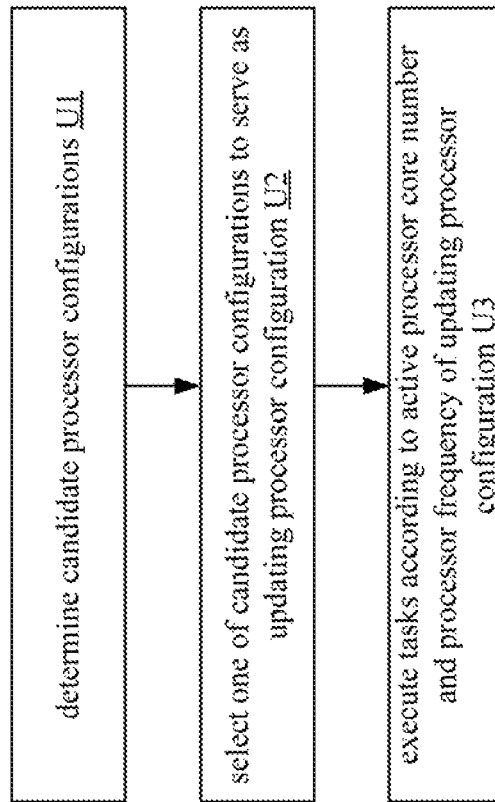 determine candidate processor configurations U1
select one of candidate processor configurations to serve as
updating processor configuration U2
execute tasks according to active processor core number
and processor frequency of updating processor
configuration U3